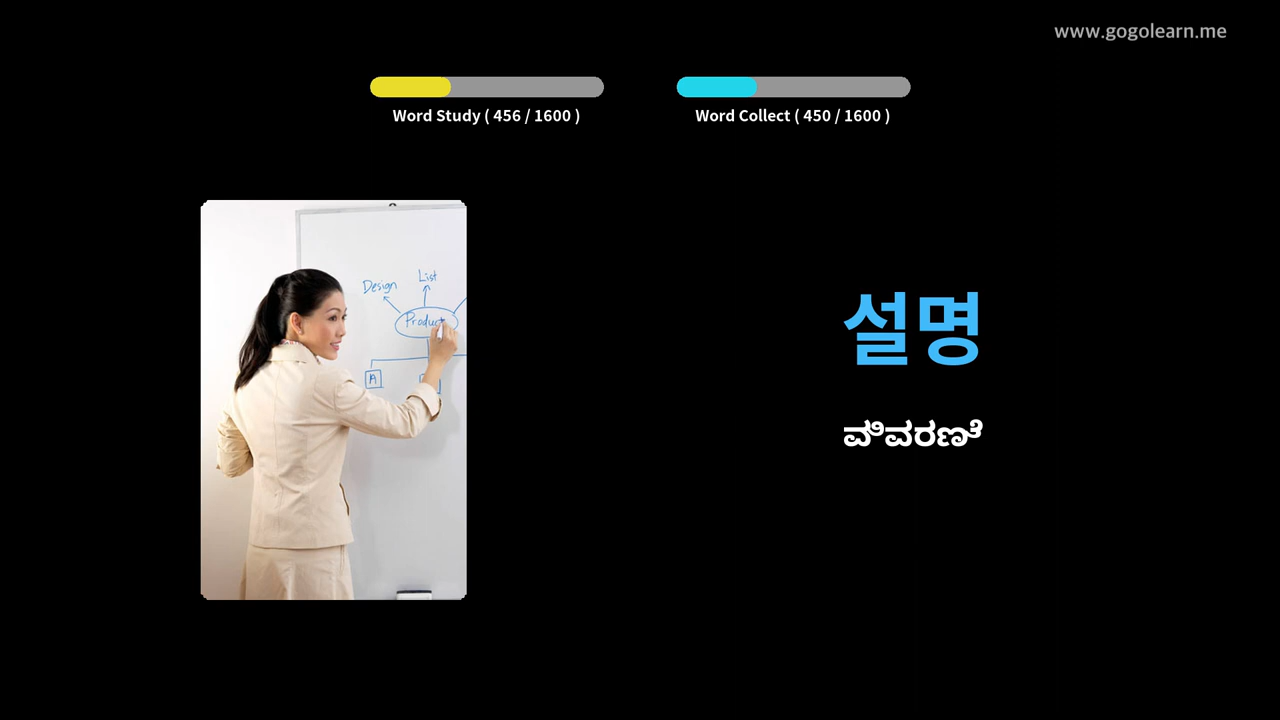 www.gogolearn.me
Word Study ( 456 / 1600 )
Word Collect ( 450 / 1600 )
Design
List
Product
A
설명
ವಿವರಣೆ